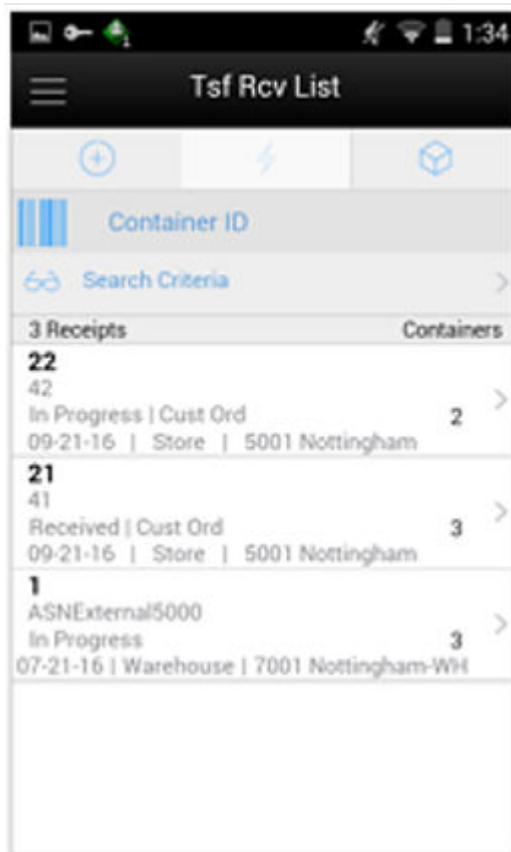 1:34
Tsf Rcv List
Container ID
Search Criteria
3 Receipts Containers
22
42
In Progress | Cust Ord 2
09-21-16 | Store | 5001 Nottingham
21
41
Received | Cust Ord 3
09-21-16 | Store | 5001 Nottingham
1
ASNExternal5000
In Progress 3
07-21-16 | Warehouse | 7001 Nottingham-WH